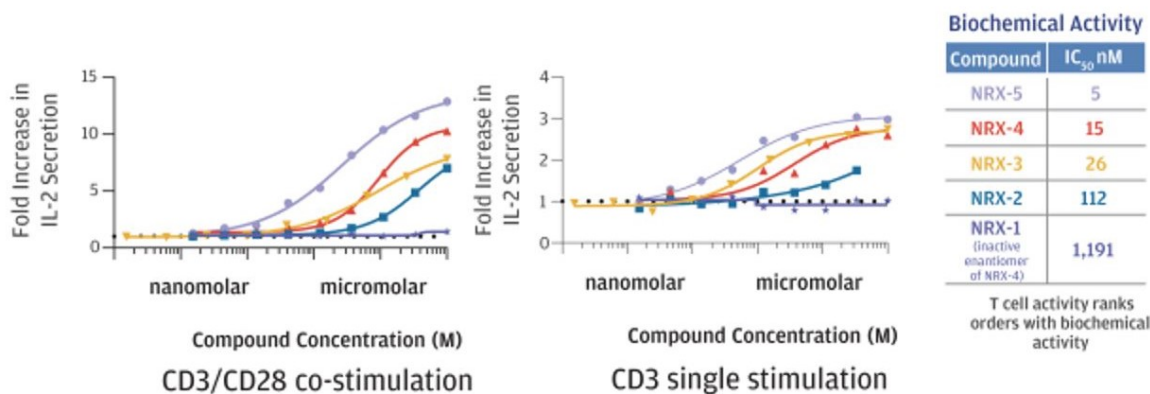 Fold Increase in
IL-2 Secretion
15
10
5
0
nanomolar
micromolar
Compound Concentration (M)
CD3/CD28 co-stimulation
Fold Increase in
IL-2 Secretion
4
3
2
1
0
nanomolar
micromolar
Compound Concentration (M)
CD3 single stimulation
Biochemical Activity
Compound IC50 nM
NRX-5 5
NRX-4 15
NRX-3 26
NRX-2 112
NRX-1
(inactive
enantiomer
of NRX-4)
1,191
T cell activity ranks
orders with biochemical
activity